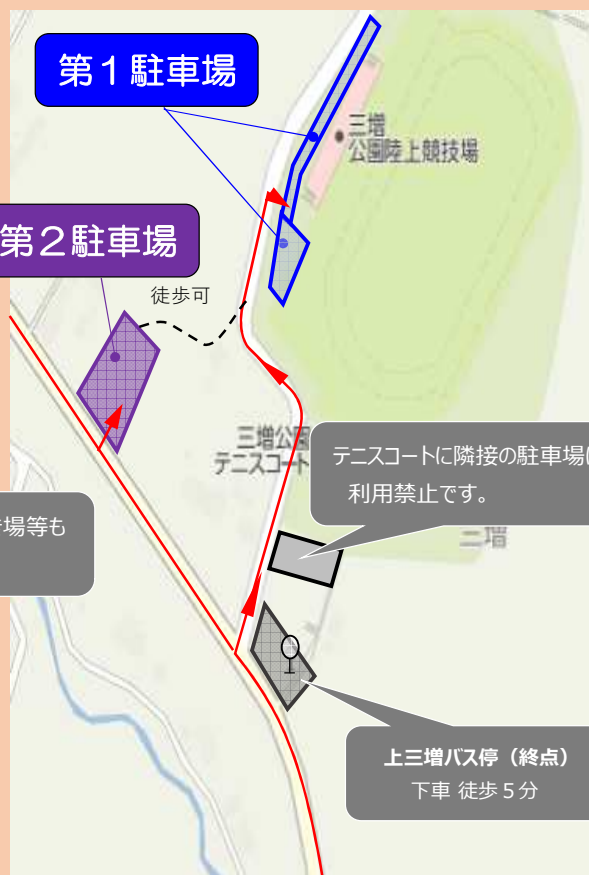 第１駐車場
三増
公園陸上競技場
第２駐車場
徒歩可
三増公園
テニスコート
テニスコートに隣接の駐車場は
利用禁止です。
場等も
三増
上三増バス停（終点）
下車 徒歩５分